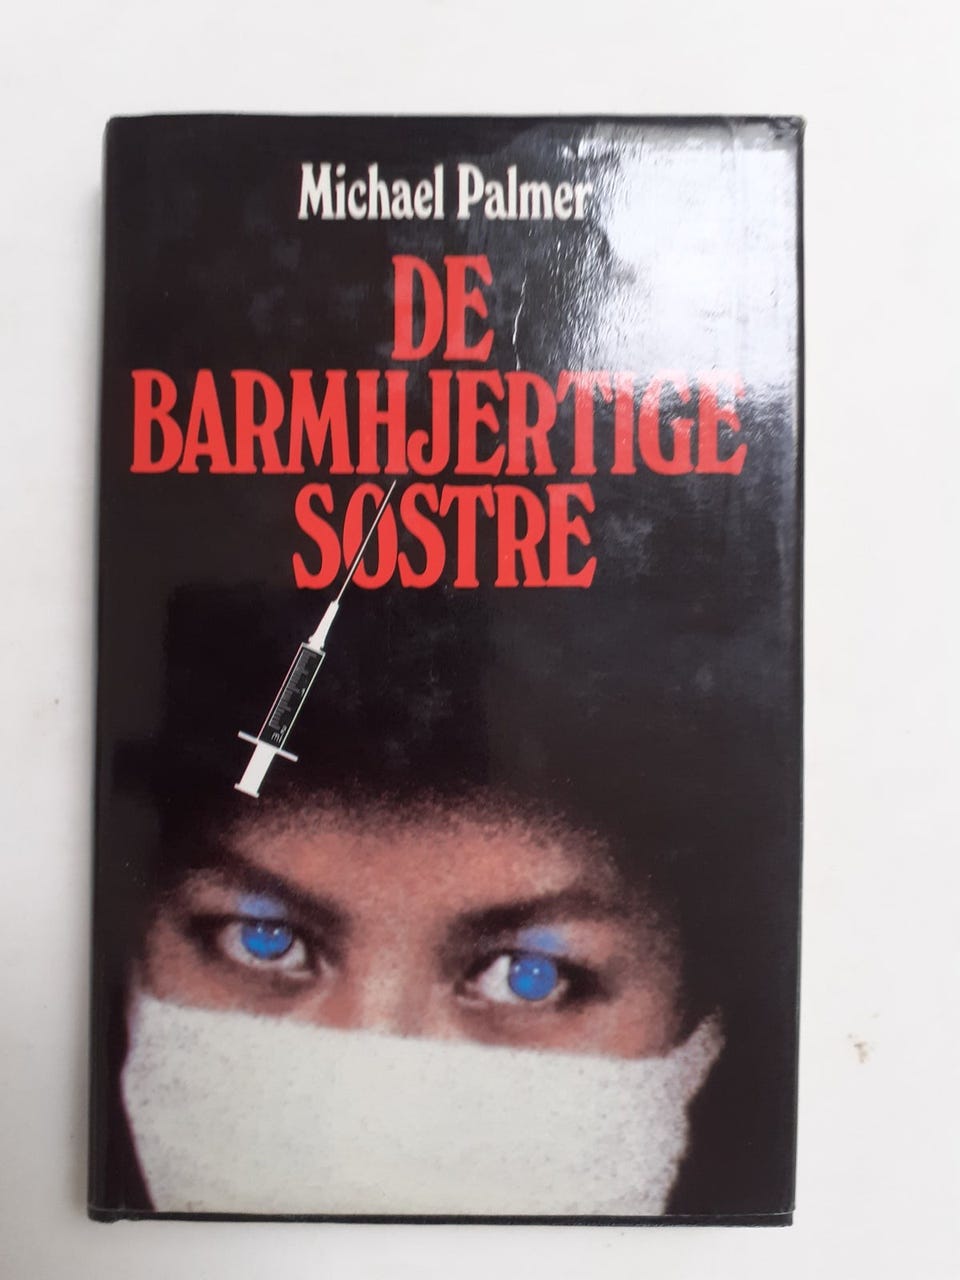 Michael Palmer
DE
BARMHJERTIGE
SØSTRE